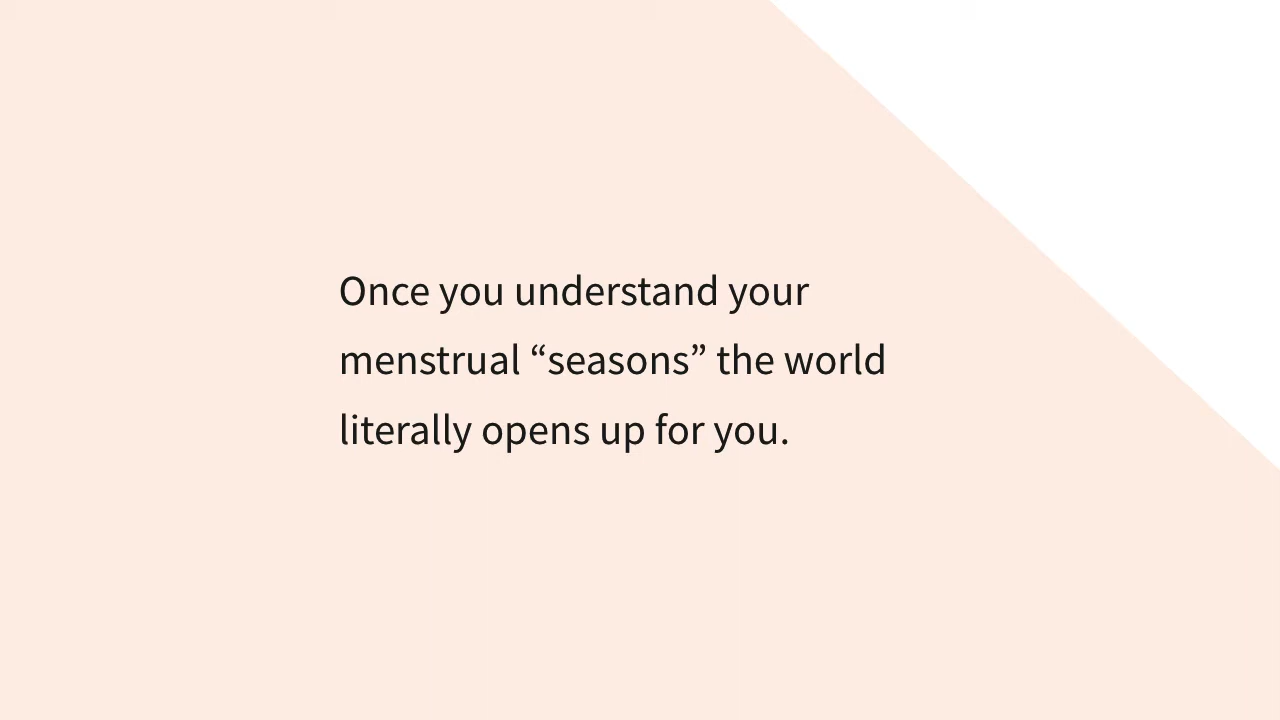 Once you understand your
menstrual “seasons” the world
literally opens up for you.